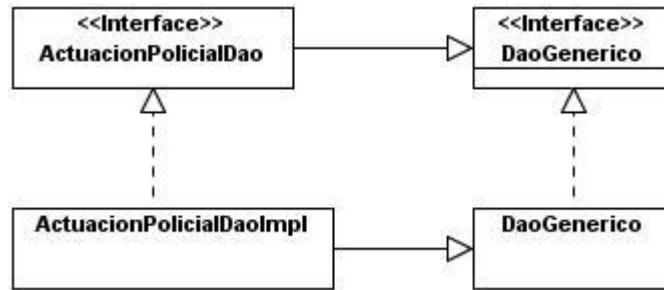 <<Interface>>
ActuacionPolicialDao
<<Interface>>
DaoGenerico
ActuacionPolicialDaoImpl
DaoGenerico